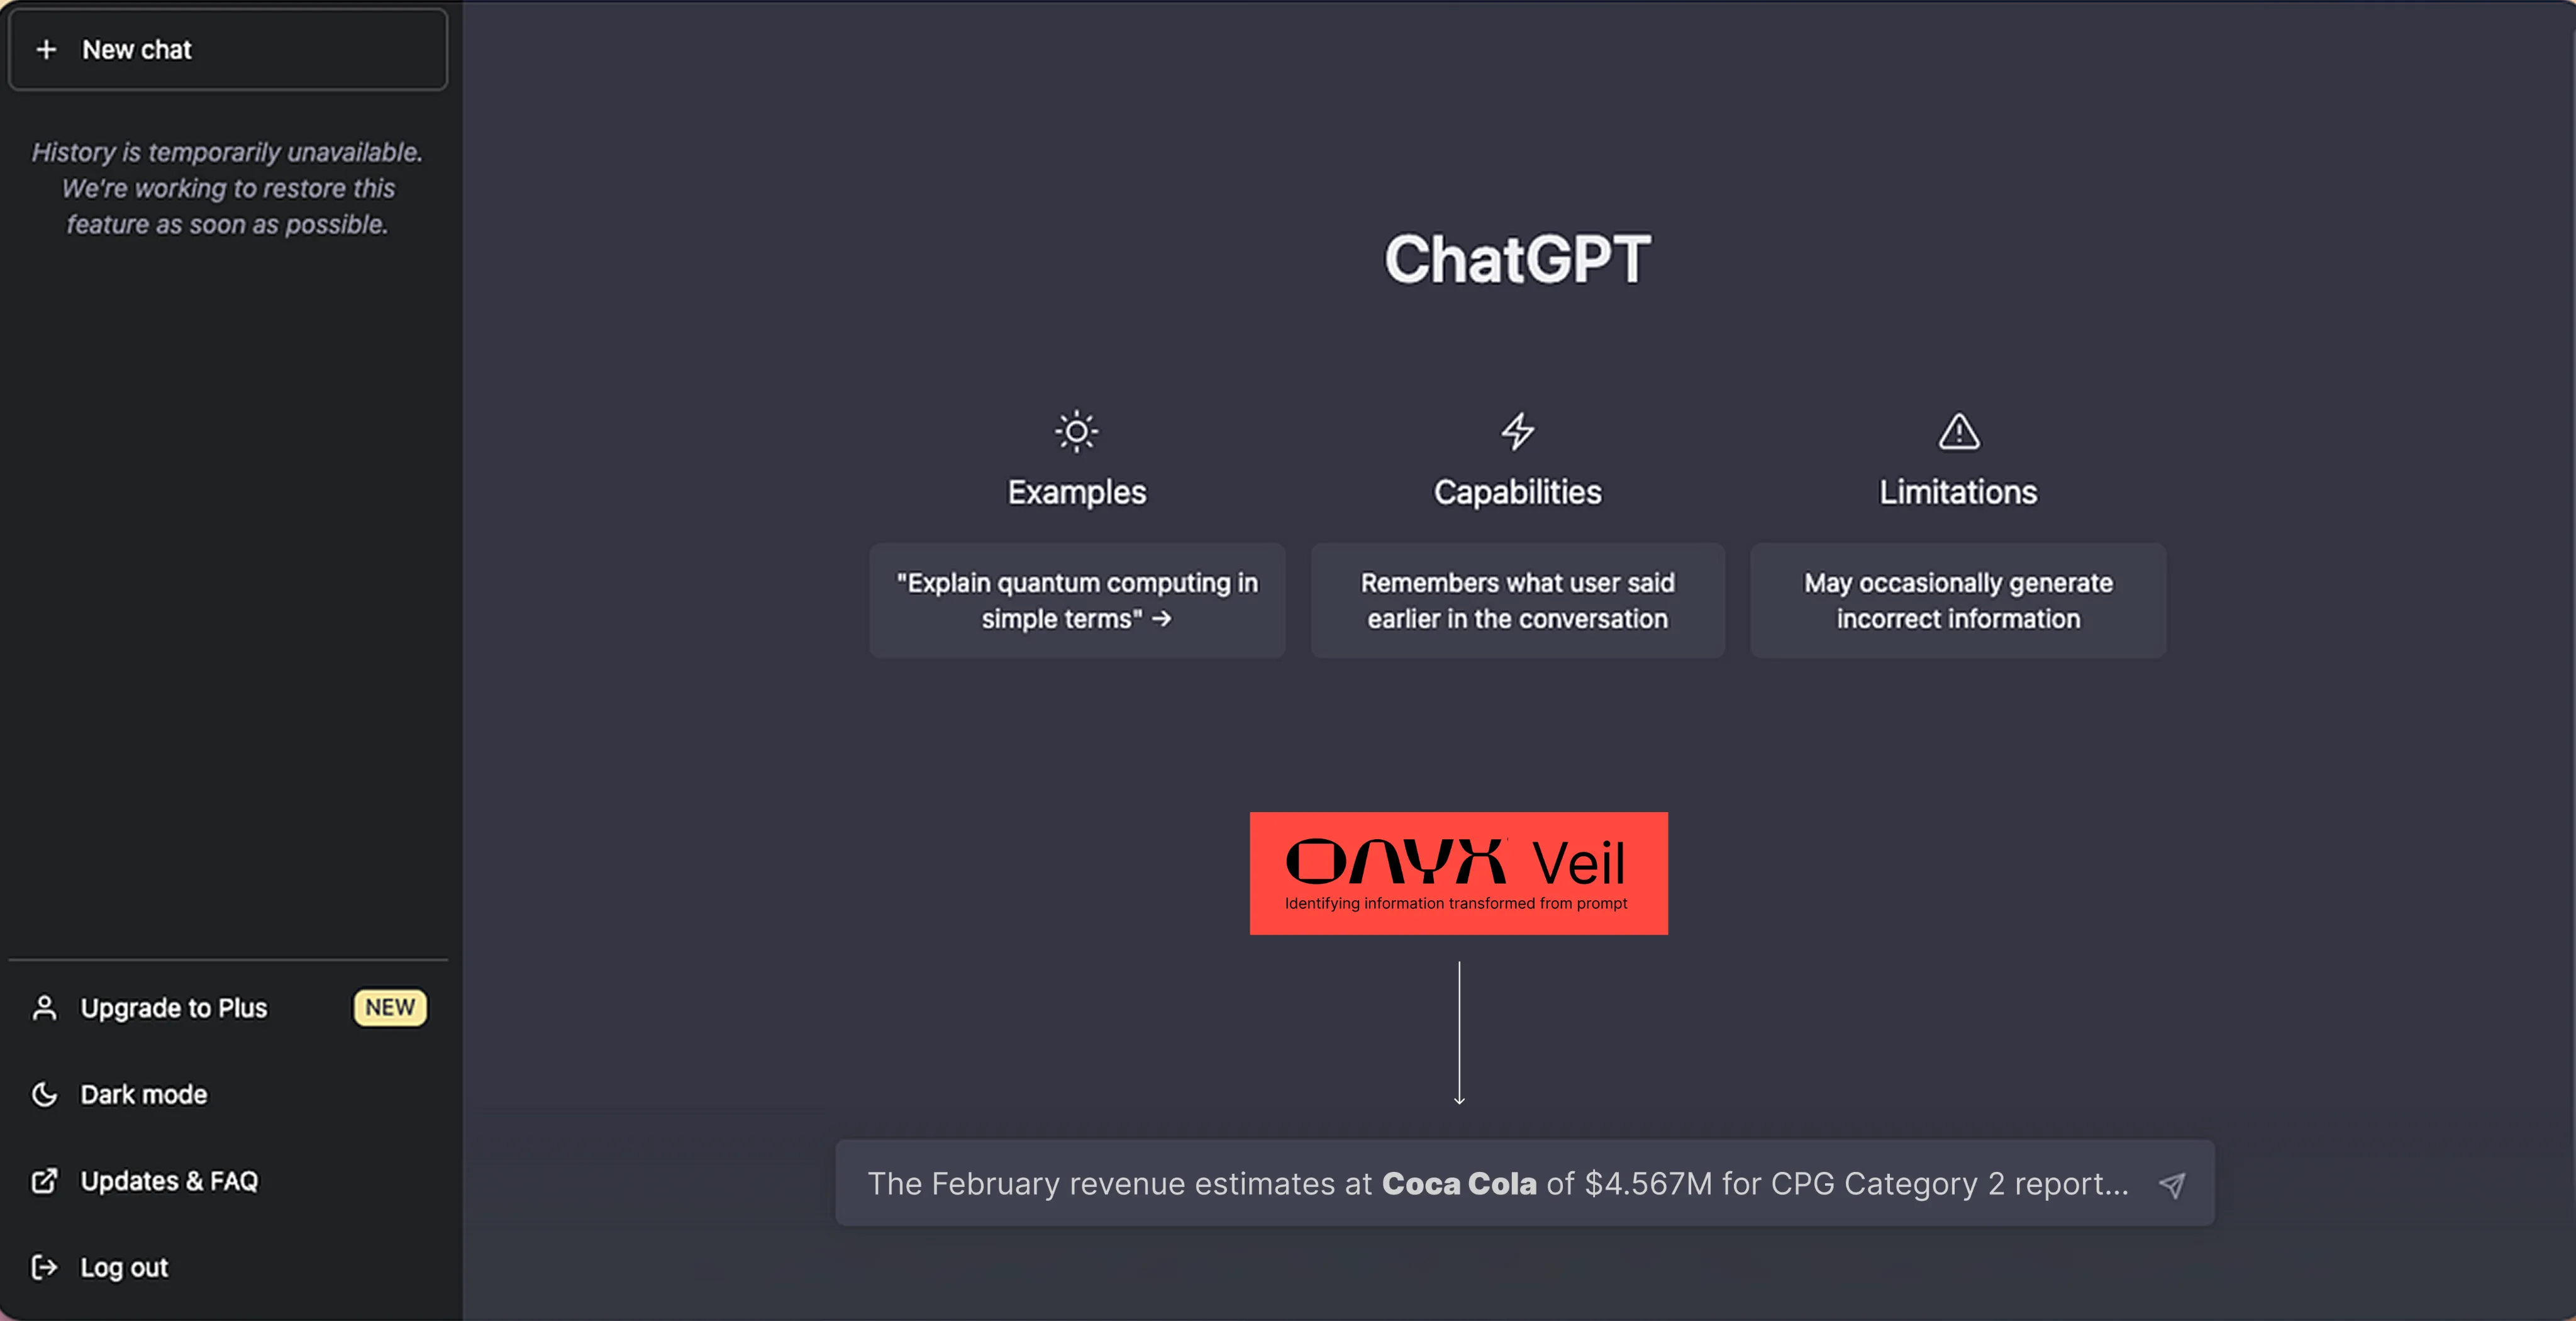 New chat
History is temporarily unavailable.
We're working to restore this
feature as soon as possible.
Upgrade to Plus NEW
Dark mode
Updates & FAQ
Log out
ChatGPT
Examples
"Explain quantum computing in
simple terms" →
Capabilities
Remembers what user said
earlier in the conversation
Limitations
May occasionally generate
incorrect information
ONYX Veil
Identifying information transformed from prompt
The February revenue estimates at Coca Cola of $4.567M for CPG Category 2 report...